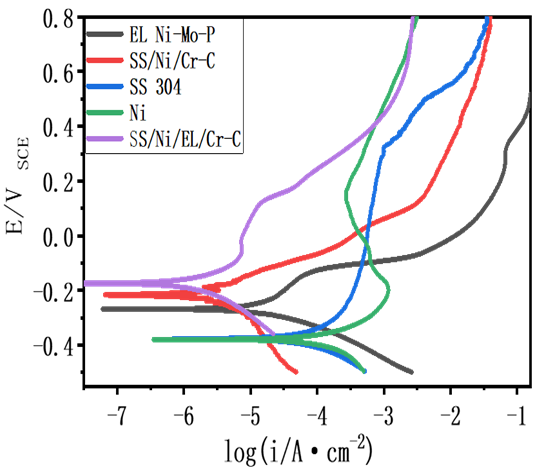 0.8
0.6
0.4
0.2
0.0
-0.2
-0.4
E/V SCE
EL Ni-Mo-P
SS/Ni/Cr-C
SS 304
Ni
SS/Ni/EL/Cr-C
-7 -6 -5 -4 -3 -2 -1
log(i/A·cm⁻²)